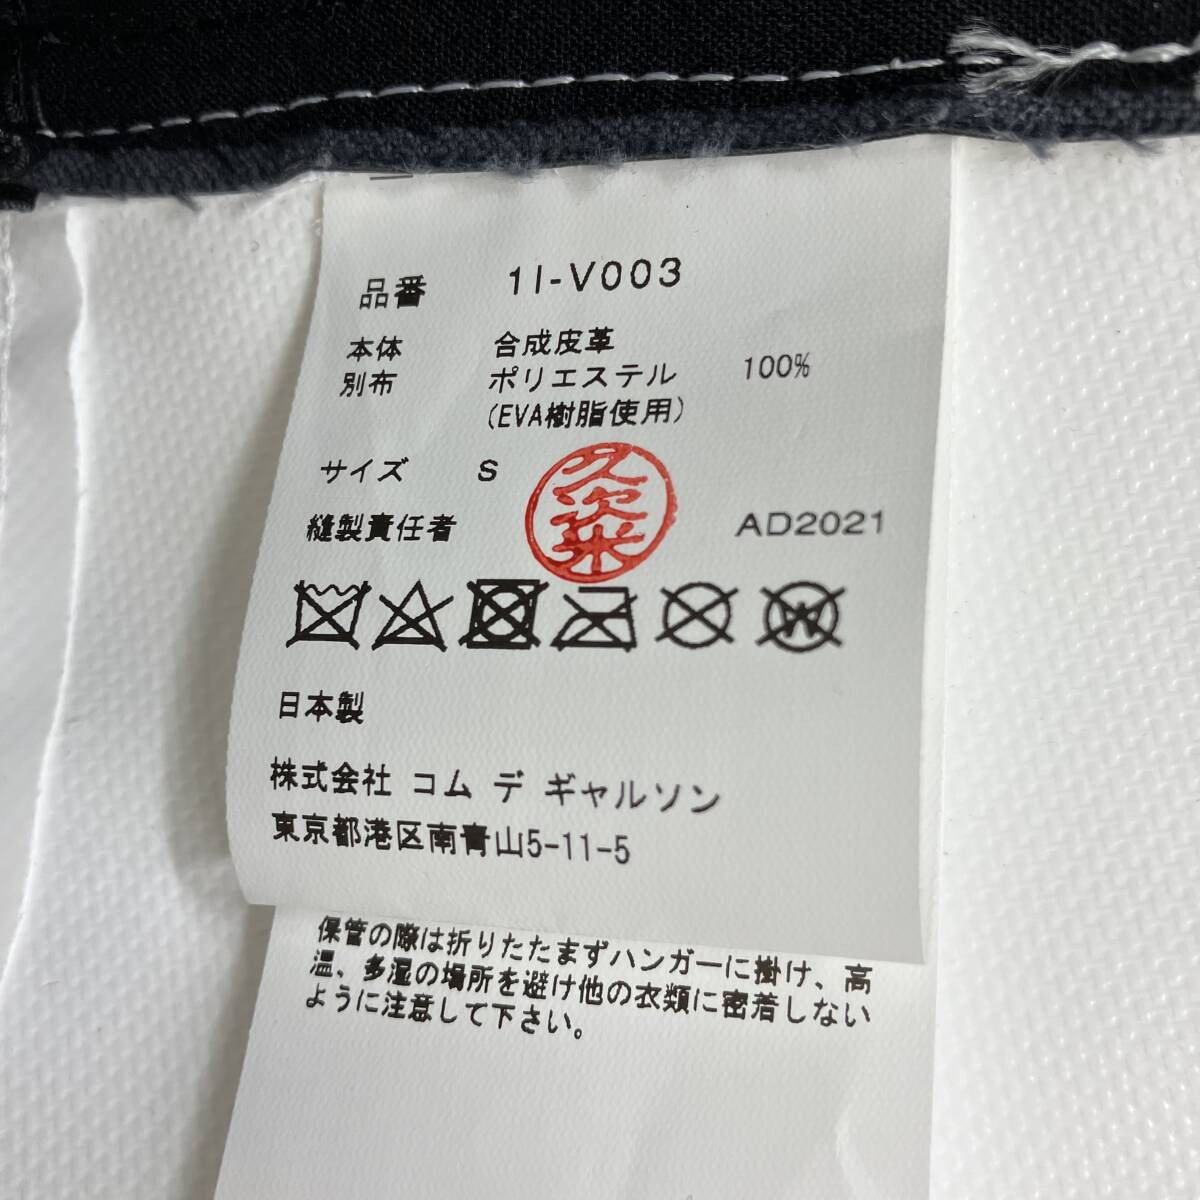 品番 1I-V003
本体 合成皮革
別布 ポリエステル 100%
(EVA樹脂使用)
サイズ S
久次米
縫製責任者 AD2021
W
日本製
株式会社 コム デ ギャルソン
東京都港区南青山5-11-5
保管の際は折りたたまずハンガーに掛け、高
温、多湿の場所を避け他の衣類に密着しない
ように注意して下さい。